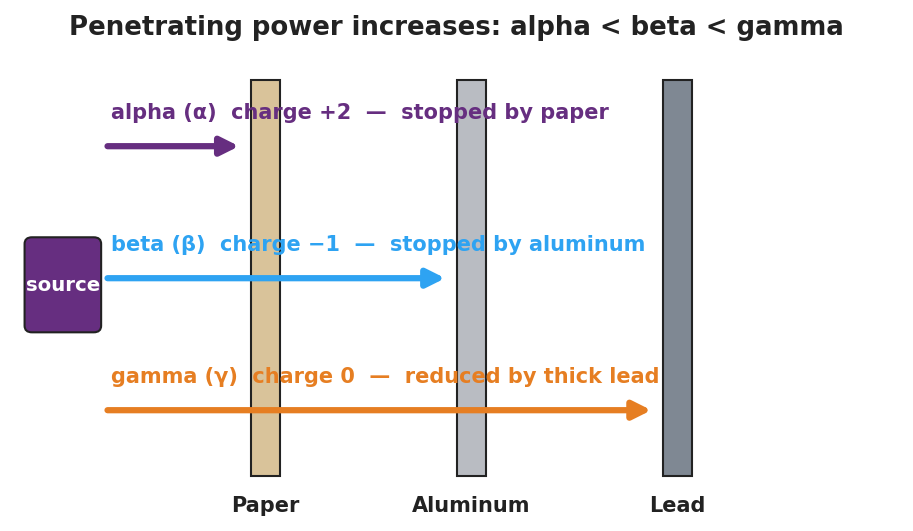 Penetrating power increases: alpha < beta < gamma
alpha (α)  charge +2  —  stopped by paper
beta (β)  charge −1  —  stopped by aluminum
source
gamma (γ)  charge 0  —  reduced by thick lead
Paper
Aluminum
Lead